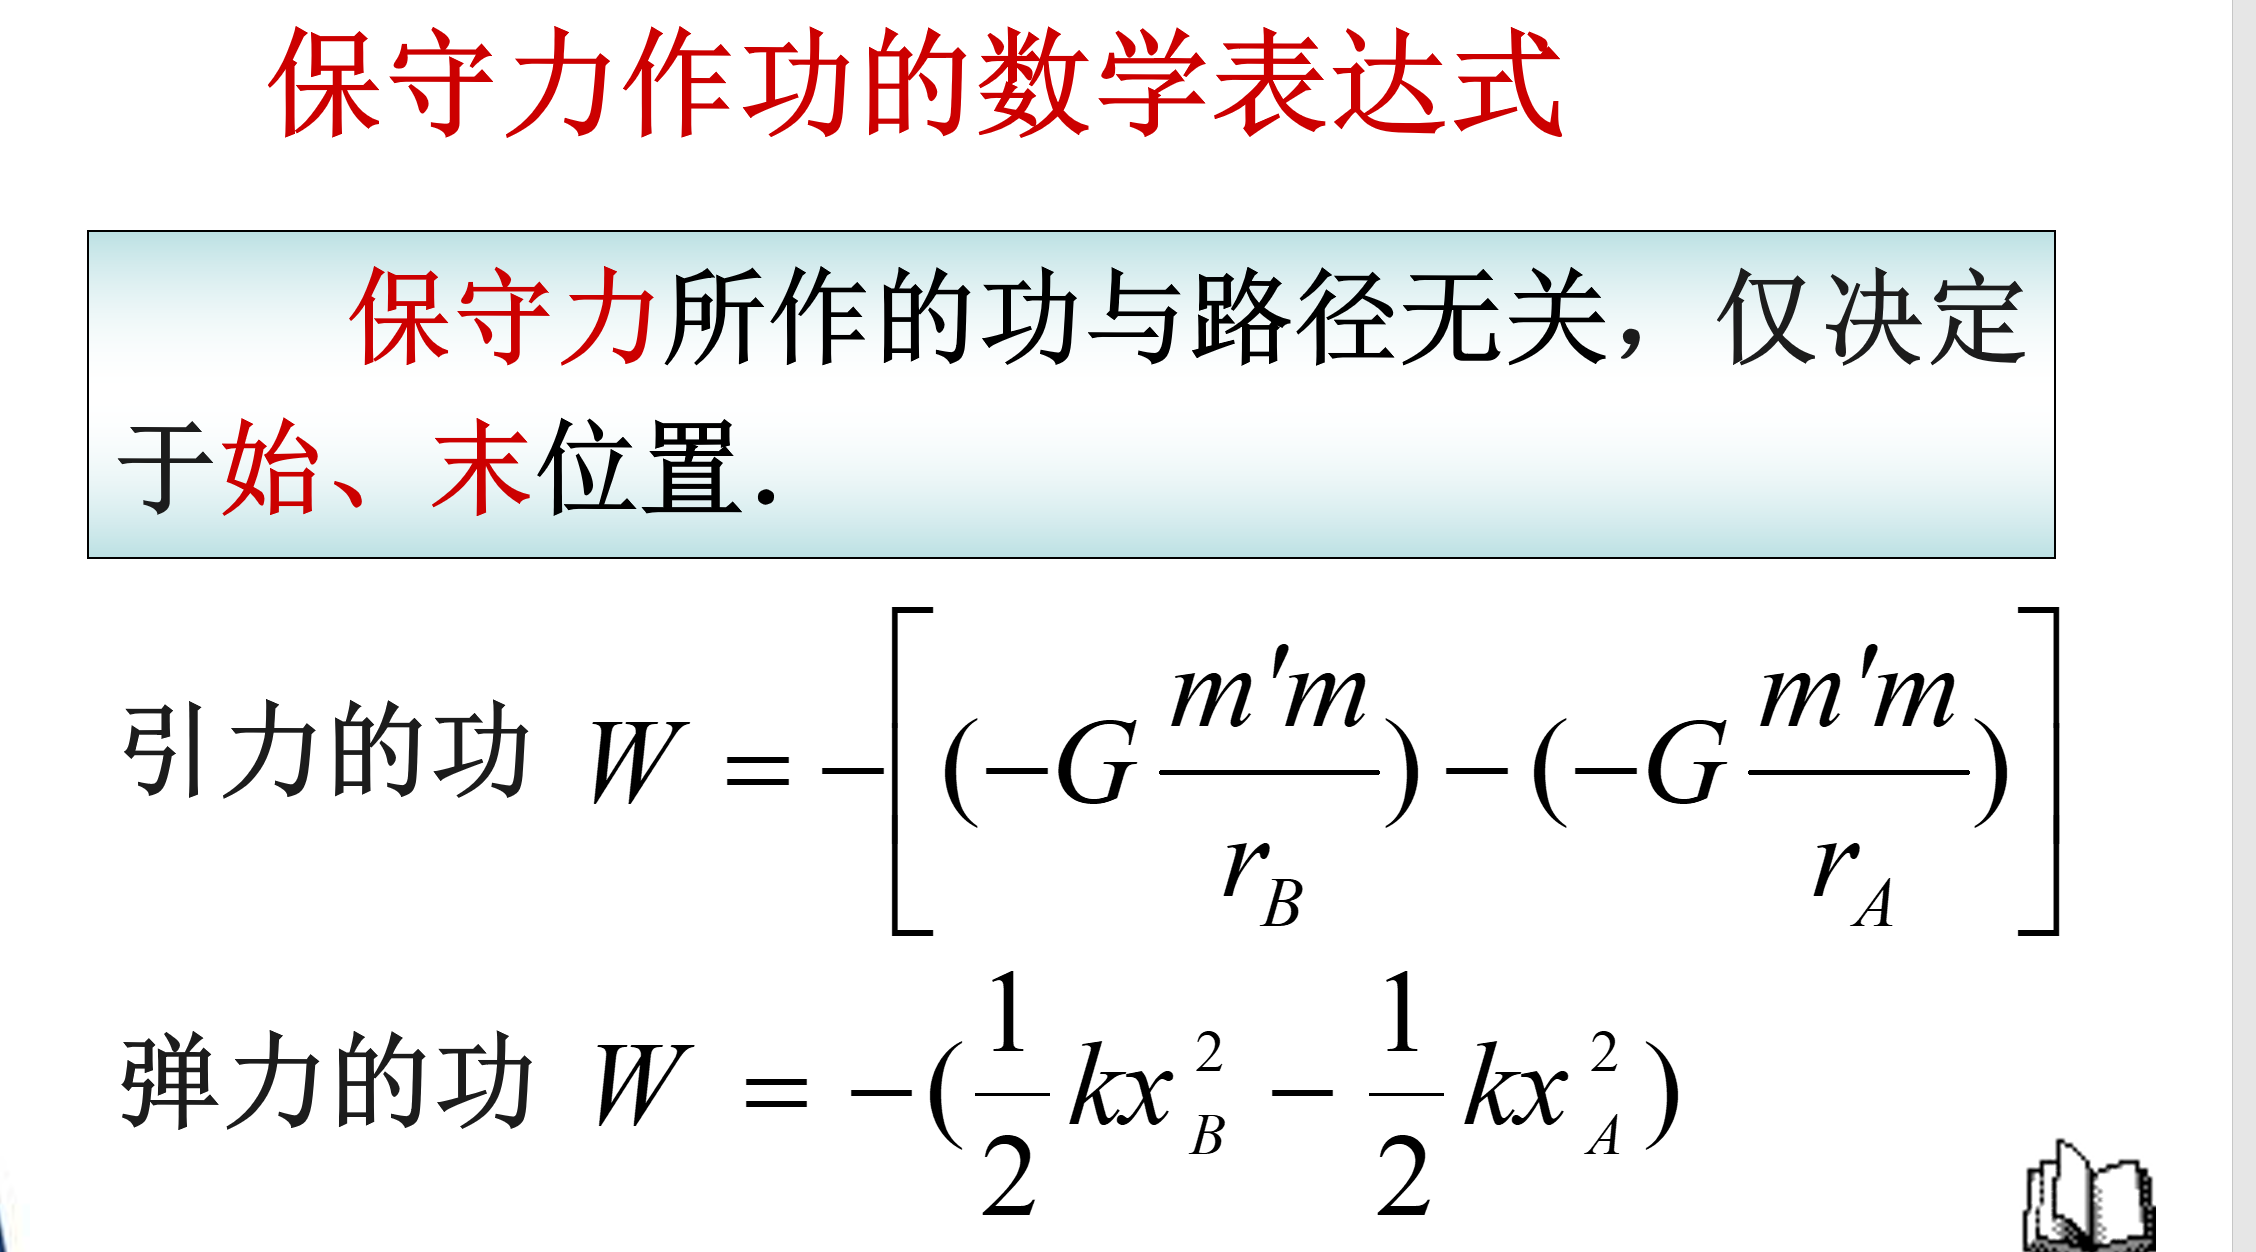 保守力作功的数学表达式
保守力所作的功与路径无关，仅决定
于始、末位置.
引力的功 W = −[(−G m′m / r_B) − (−G m′m / r_A)]
弹力的功 W = −(1/2 kx_B^2 − 1/2 kx_A^2)